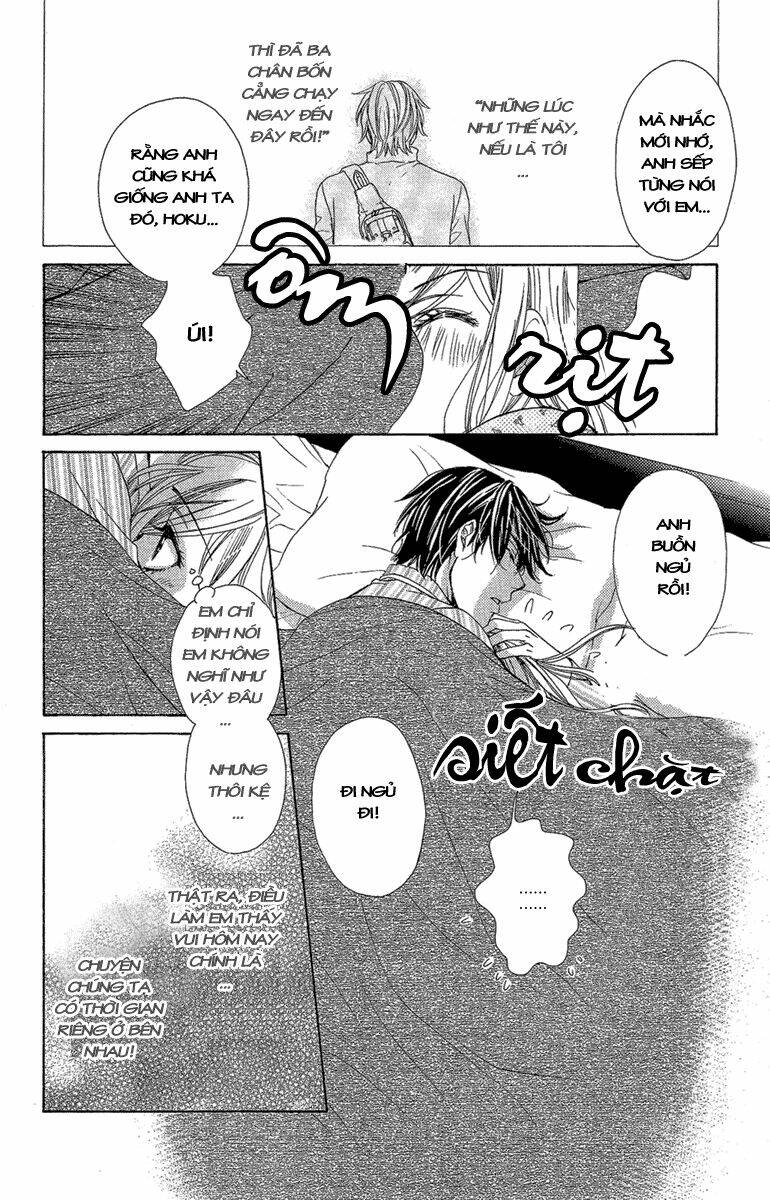 MÀ NHẮC
MỚI NHỚ,
ANH SẾP
TỪNG NÓI
VỚI EM...
"NHỮNG LÚC
NHƯ THẾ NÀY,
NẾU LÀ TÔI
...
THÌ ĐÃ BA
CHÂN BỐN
CẲNG CHẠY
NGAY ĐẾN
ĐÂY RỒI!"
RẰNG ANH
CŨNG KHÁ
GIỐNG ANH TA
ĐÓ, HOKU...
ÚI!
ÔM
RỊT
ANH
BUỒN
NGỦ
RỒI!
EM CHỈ
ĐỊNH NÓI
EM KHÔNG
NGHĨ NHƯ
VẬY ĐÂU
...
NHƯNG
THÔI KỆ
...
siết chặt
ĐI NGỦ
ĐI!
......
......
THẬT RA, ĐIỀU
LÀM EM THẤY
VUI HÔM NAY
CHÍNH LÀ
...
CHUYỆN
CHÚNG TA
CÓ THỜI GIAN
RIÊNG Ở BÊN
NHAU!